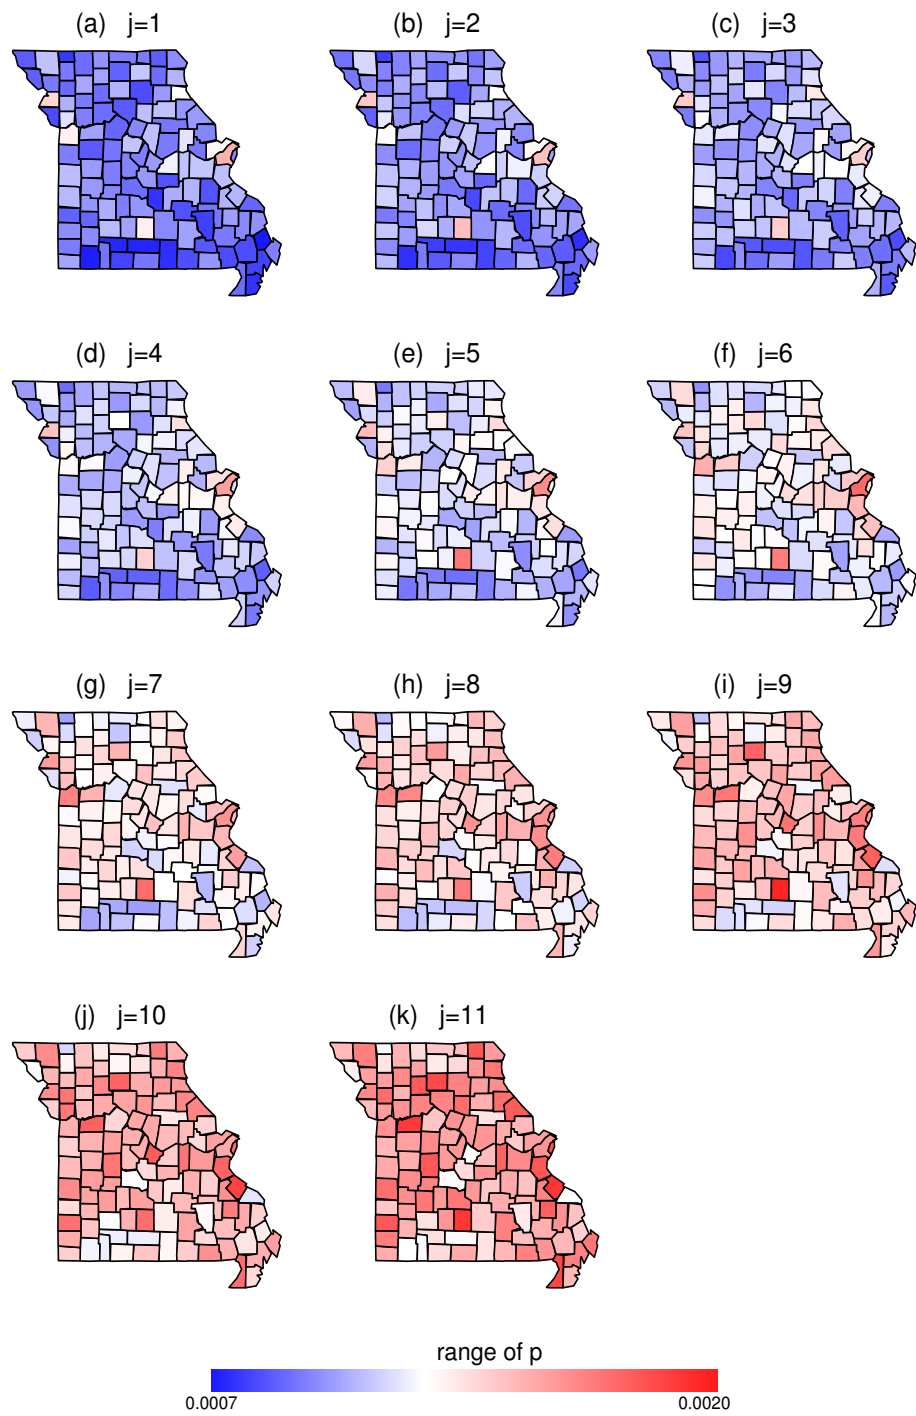 (a) j=1
(b) j=2
(c) j=3
(d) j=4
(e) j=5
(f) j=6
(g) j=7
(h) j=8
(i) j=9
(j) j=10
(k) j=11
range of p
0.0007
0.0020